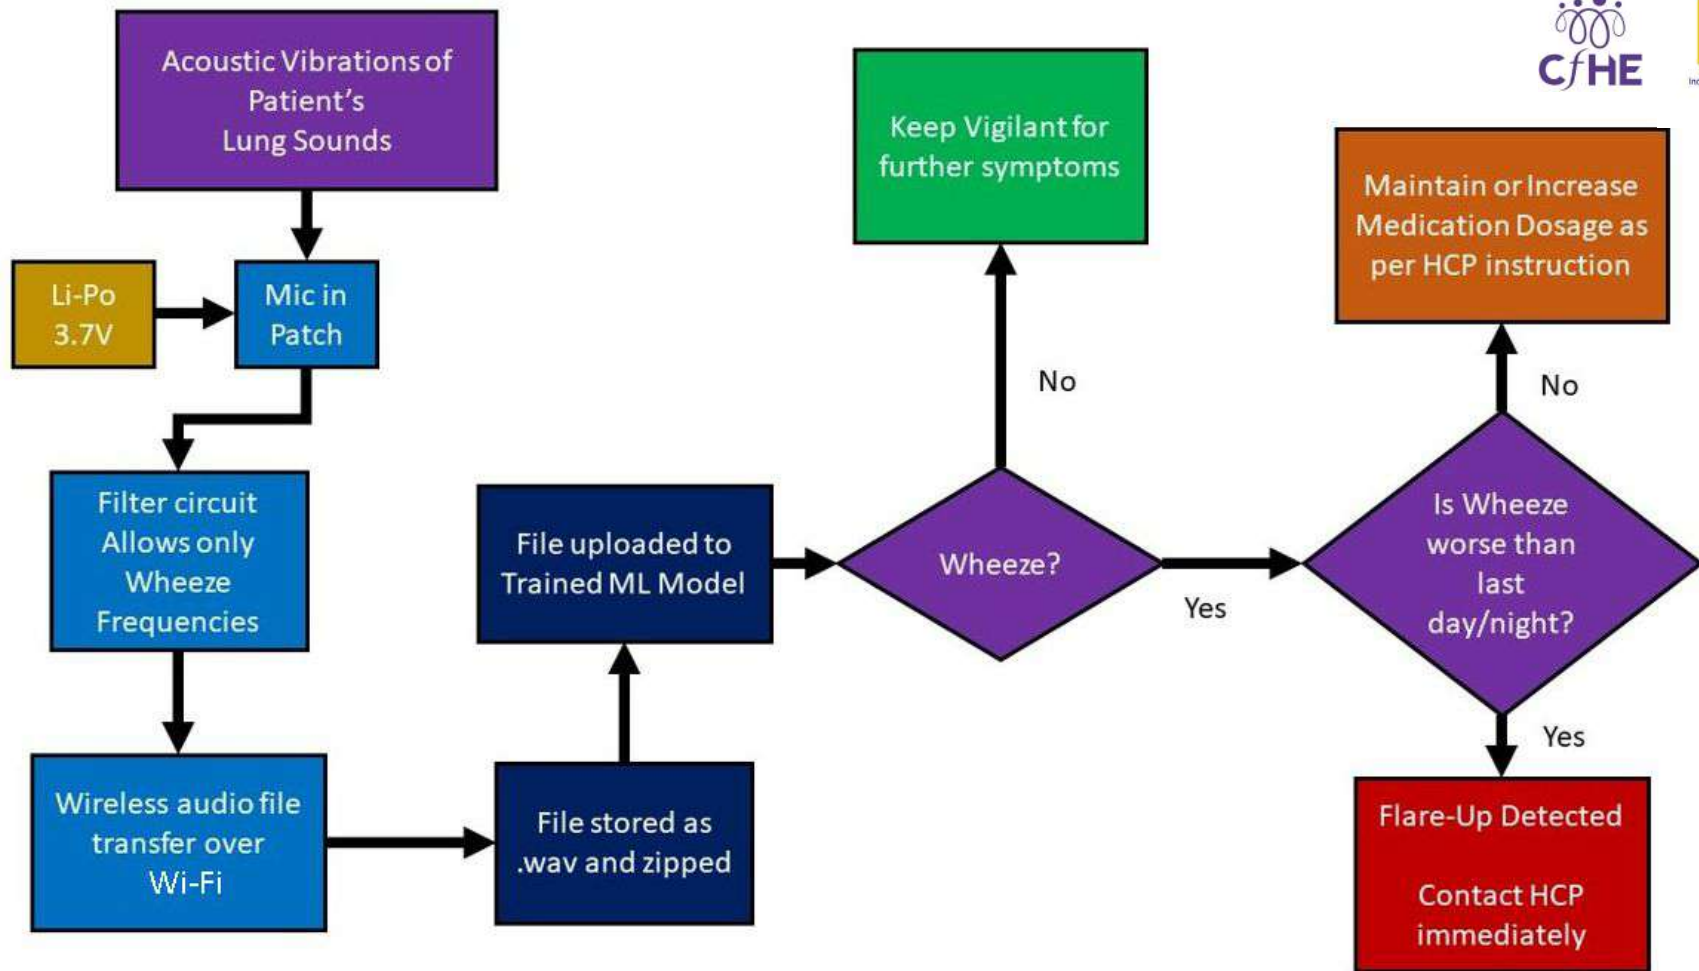 Acoustic Vibrations of
Patient's
Lung Sounds
Li-Po
3.7V
Mic in
Patch
Filter circuit
Allows only
Wheeze
Frequencies
Wireless audio file
transfer over
Wi-Fi
File stored as
.wav and zipped
File uploaded to
Trained ML Model
Wheeze?
No
Keep Vigilant for
further symptoms
Yes
Is Wheeze
worse than
last
day/night?
No
Maintain or Increase
Medication Dosage as
per HCP instruction
Yes
Flare-Up Detected
Contact HCP
immediately
CfHE